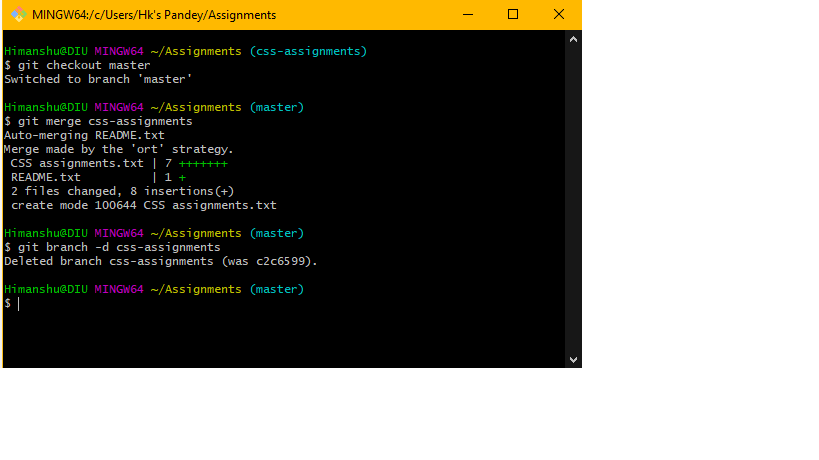 MINGW64:/c/Users/Hk's Pandey/Assignments
Himanshu@DIU MINGW64 ~/Assignments (css-assignments)
$ git checkout master
Switched to branch 'master'
Himanshu@DIU MINGW64 ~/Assignments (master)
$ git merge css-assignments
Auto-merging README.txt
Merge made by the 'ort' strategy.
CSS assignments.txt | 7 +++++++
README.txt          | 1 +
2 files changed, 8 insertions(+)
create mode 100644 CSS assignments.txt
Himanshu@DIU MINGW64 ~/Assignments (master)
$ git branch -d css-assignments
Deleted branch css-assignments (was c2c6599).
Himanshu@DIU MINGW64 ~/Assignments (master)
$